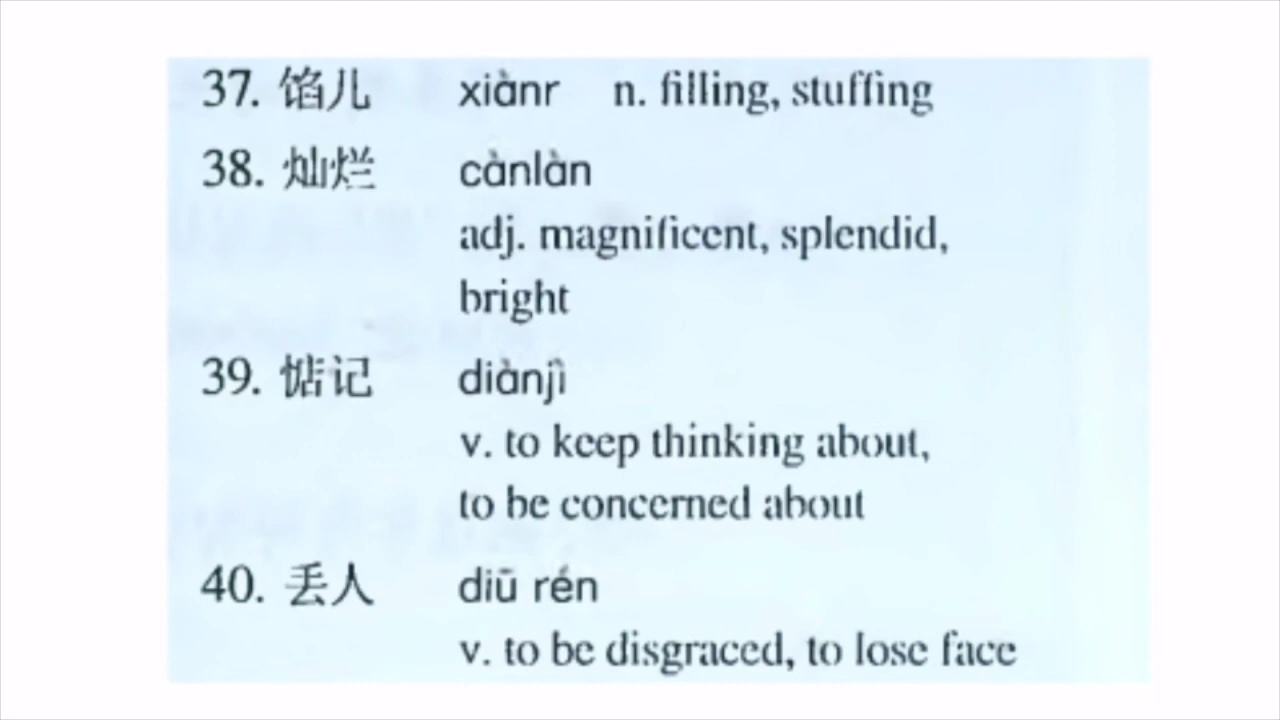 37. 馅儿 xiànr n. filling, stuffing
38. 灿烂 cànlàn
adj. magnificent, splendid,
bright
39. 惦记 diànjì
v. to keep thinking about,
to be concerned about
40. 丢人 diū rén
v. to be disgraced, to lose face